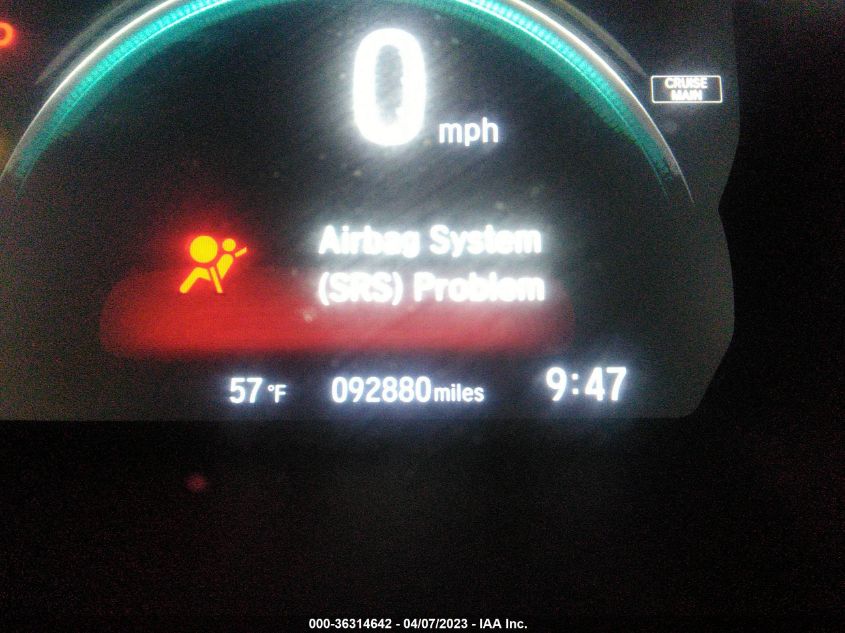 0 mph
CRUISE
MAIN
Airbag System
(SRS) Problem
57 °F 092880 miles 9:47
000-36314642 - 04/07/2023 - IAA Inc.